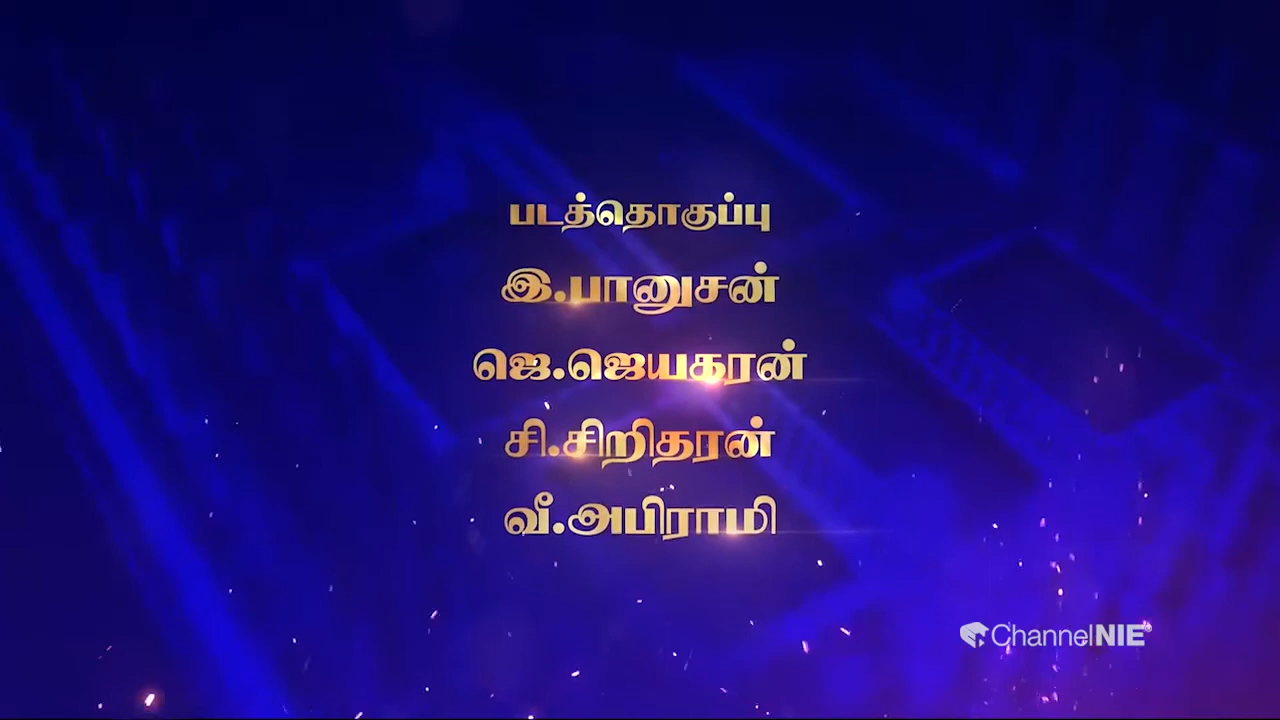 படத்தொகுப்பு
இ.பானுசன்
ஜெ.ஜெயகரன்
சி.சிறிதரன்
வீ.அபிராமி
ChannelNIE